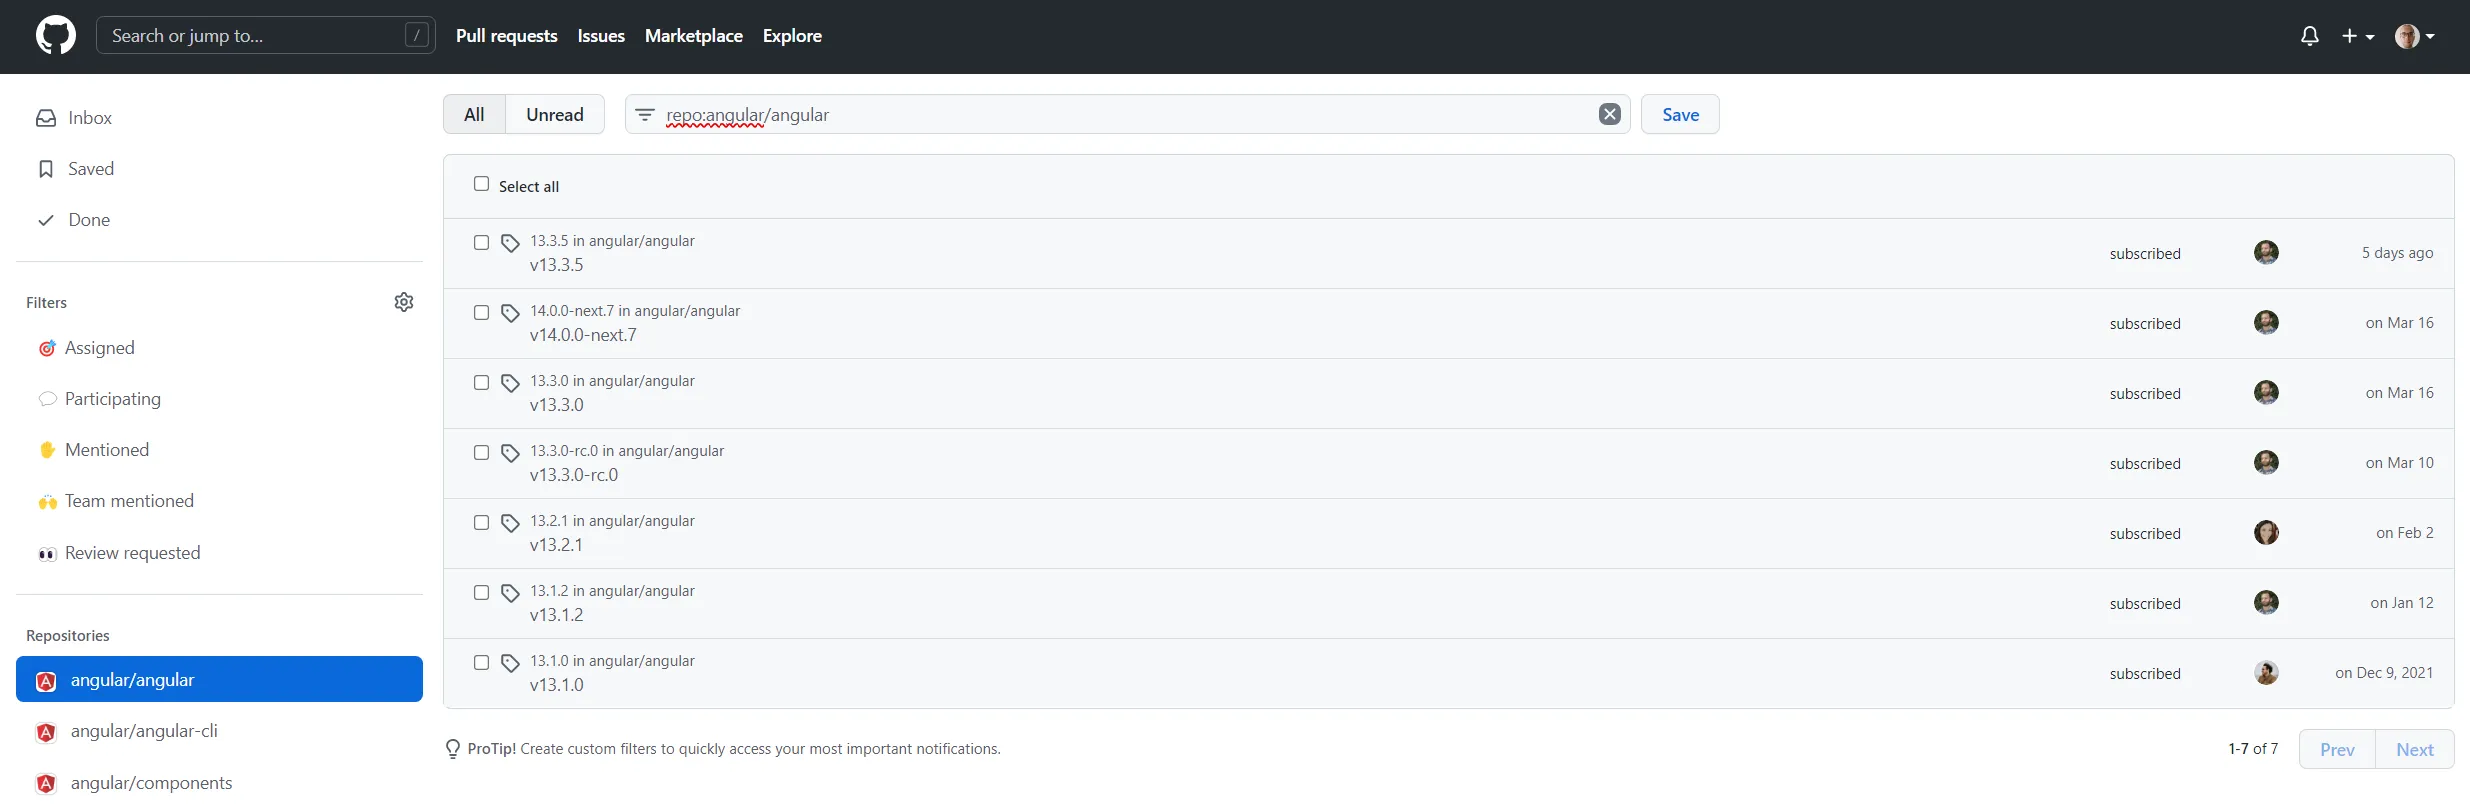 Search or jump to... /
Pull requests Issues Marketplace Explore
Inbox
Saved
Done
Filters
Assigned
Participating
Mentioned
Team mentioned
Review requested
Repositories
angular/angular
angular/angular-cli
angular/components
All Unread repo:angular/angular Save
Select all
13.3.5 in angular/angular
v13.3.5
subscribed 5 days ago
14.0.0-next.7 in angular/angular
v14.0.0-next.7
subscribed on Mar 16
13.3.0 in angular/angular
v13.3.0
subscribed on Mar 16
13.3.0-rc.0 in angular/angular
v13.3.0-rc.0
subscribed on Mar 10
13.2.1 in angular/angular
v13.2.1
subscribed on Feb 2
13.1.2 in angular/angular
v13.1.2
subscribed on Jan 12
13.1.0 in angular/angular
v13.1.0
subscribed on Dec 9, 2021
ProTip! Create custom filters to quickly access your most important notifications.
1-7 of 7 Prev Next